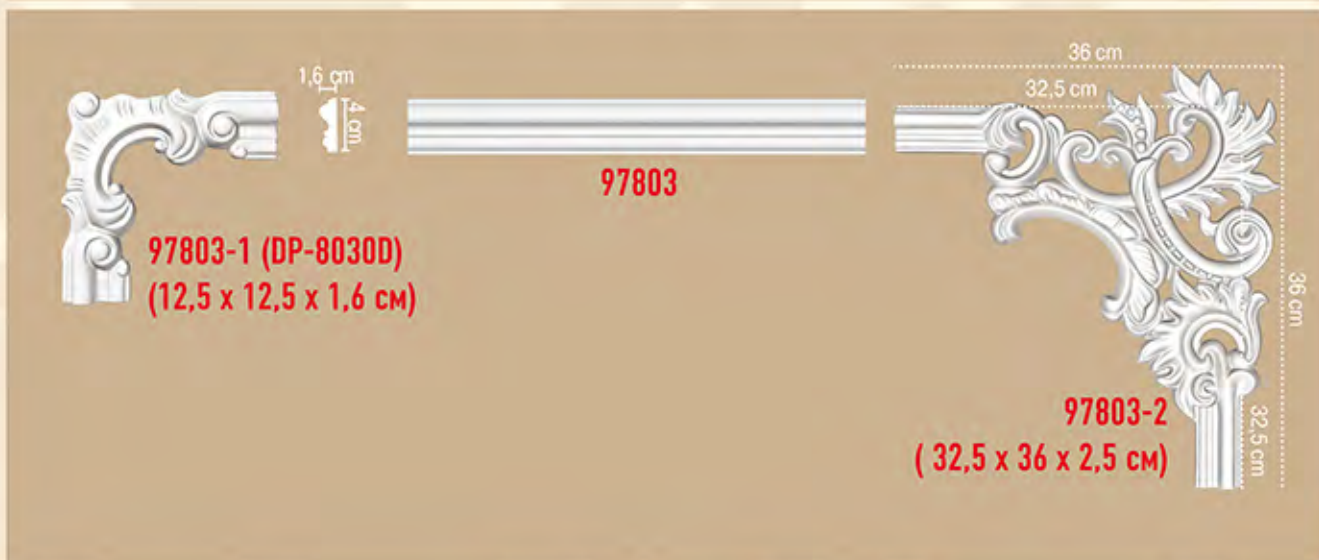 1,6 cm
4 cm
97803-1 (DP-8030D)
(12,5 x 12,5 x 1,6 см)
97803
36 cm
32,5 cm
36 cm
32,5 cm
97803-2
( 32,5 x 36 x 2,5 см)